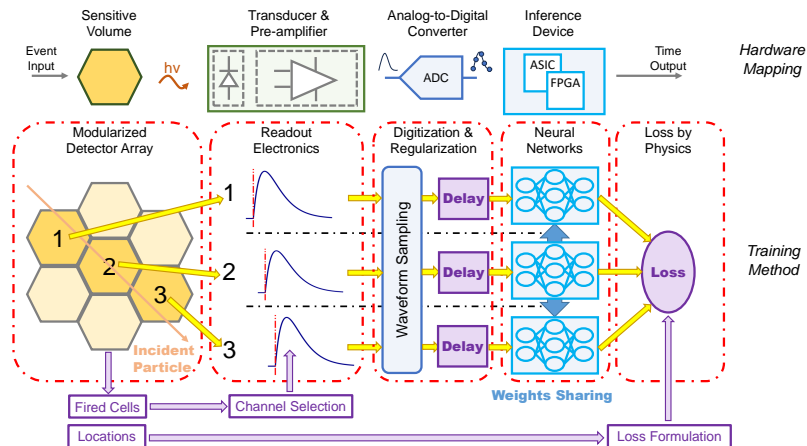 Sensitive
Volume
Transducer &
Pre-amplifier
Analog-to-Digital
Converter
Inference
Device
Event
Input
hν
ADC
ASIC
FPGA
Time
Output
Hardware
Mapping
Modularized
Detector Array
Readout
Electronics
Digitization &
Regularization
Neural
Networks
Loss by
Physics
1
2
3
Incident
Particle
1
2
3
Waveform Sampling
Delay
Delay
Delay
Weights Sharing
Loss
Training
Method
Fired Cells
Channel Selection
Locations
Loss Formulation